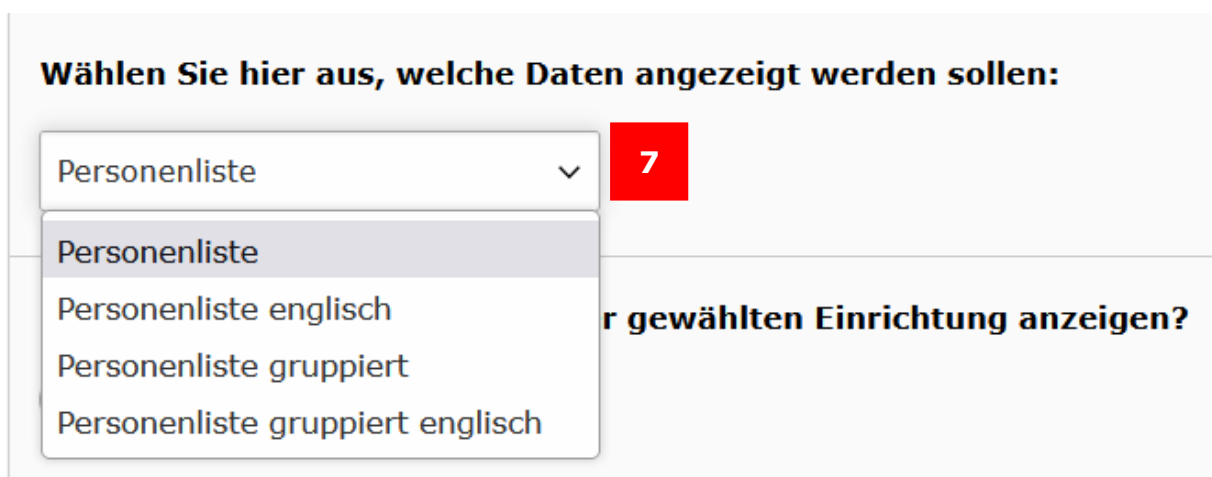 Wählen Sie hier aus, welche Daten angezeigt werden sollen:
Personenliste
7
Personenliste
Personenliste englisch
r gewählten Einrichtung anzeigen?
Personenliste gruppiert
Personenliste gruppiert englisch